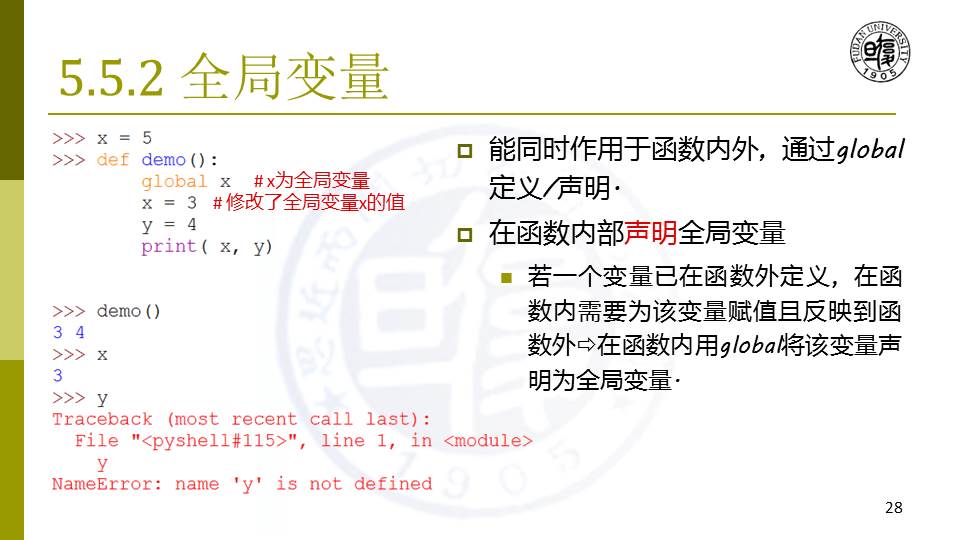 5.5.2 全局变量
FUDAN UNIVERSITY
1905
>>> x = 5
>>> def demo():
global x #x为全局变量
x = 3 #修改了全局变量x的值
y = 4
print( x, y)
>>> demo()
3 4
>>> x
3
>>> y
Traceback (most recent call last):
File "<pyshell#115>", line 1, in <module>
y
NameError: name 'y' is not defined
能同时作用于函数内外，通过global
定义/声明.
在函数内部声明全局变量
若一个变量已在函数外定义，在函
数内需要为该变量赋值且反映到函
数外⇨在函数内用global将该变量声
明为全局变量.
1905
28